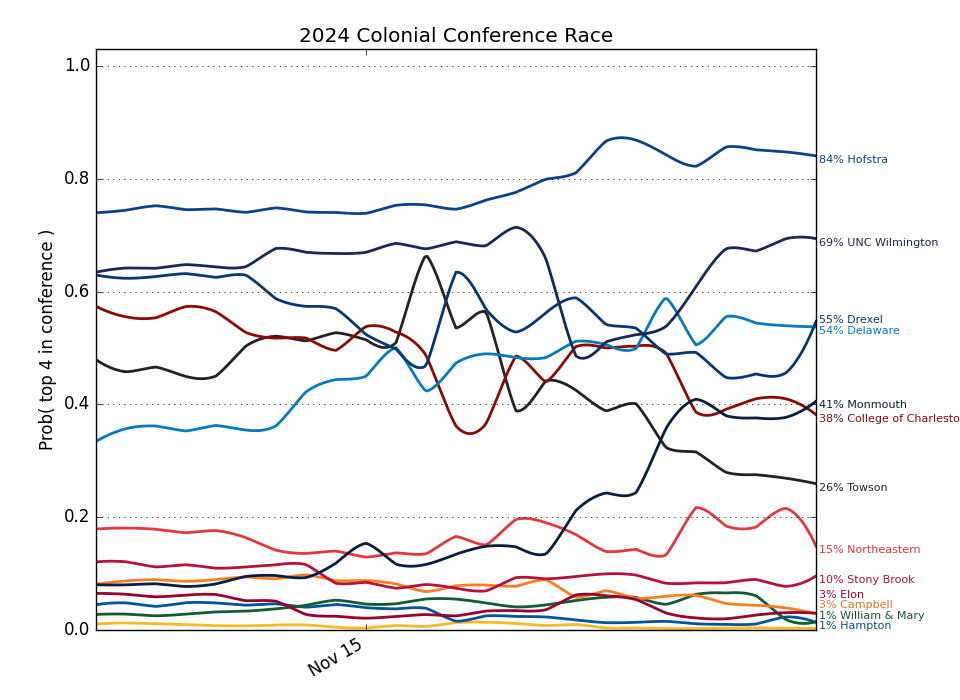 2024 Colonial Conference Race
Prob( top 4 in conference )
1.0
0.8
0.6
0.4
0.2
0.0
Nov 15
84% Hofstra
69% UNC Wilmington
55% Drexel
54% Delaware
41% Monmouth
38% College of Charlesto
26% Towson
15% Northeastern
10% Stony Brook
3% Elon
3% Campbell
1% William & Mary
1% Hampton